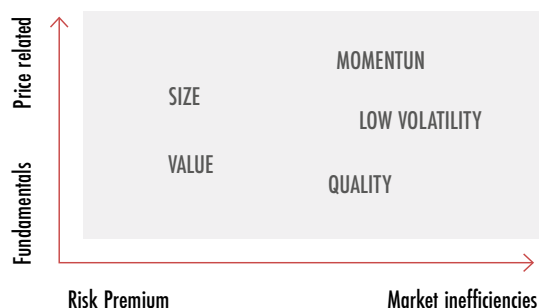 Price related
Fundamentals
MOMENTUN
SIZE
LOW VOLATILITY
VALUE
QUALITY
Risk Premium
Market inefficiencies